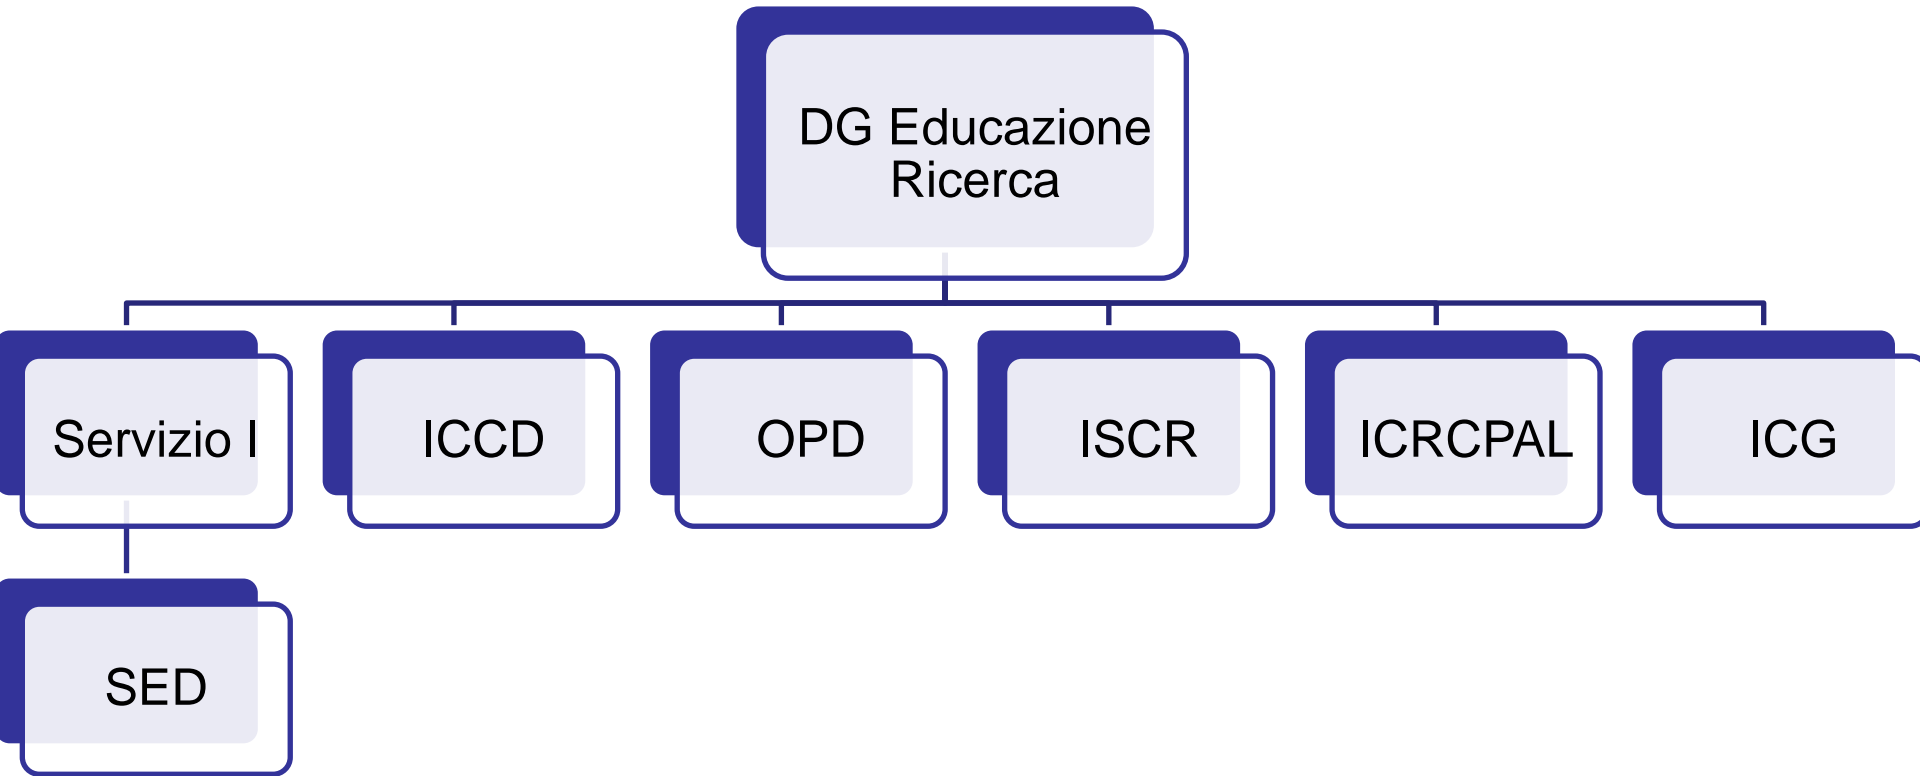 DG Educazione
Ricerca
Servizio I
ICCD
OPD
ISCR
ICRCPAL
ICG
SED